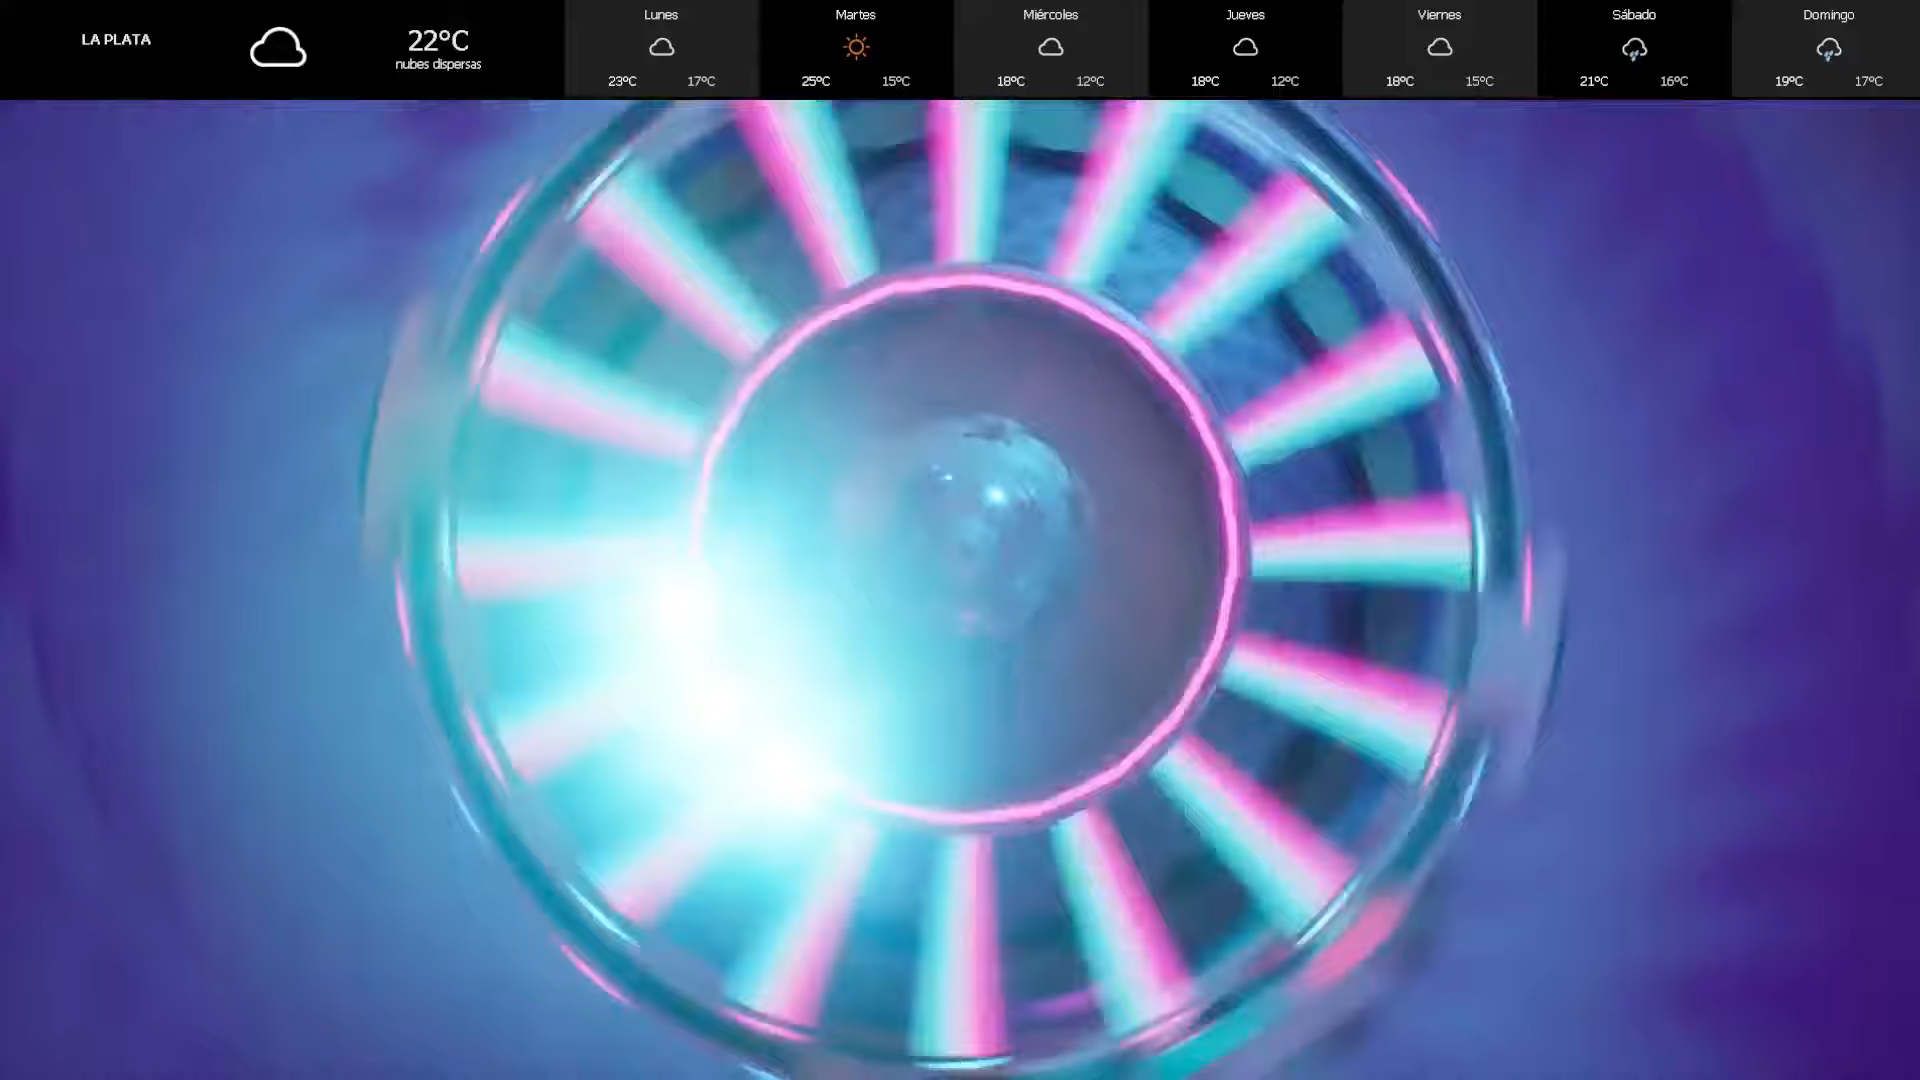 LA PLATA
22°C
nubes dispersas
Lunes
23°C 17°C
Martes
25°C 15°C
Miércoles
18°C 12°C
Jueves
18°C 12°C
Viernes
18°C 15°C
Sábado
21°C 16°C
Domingo
19°C 17°C